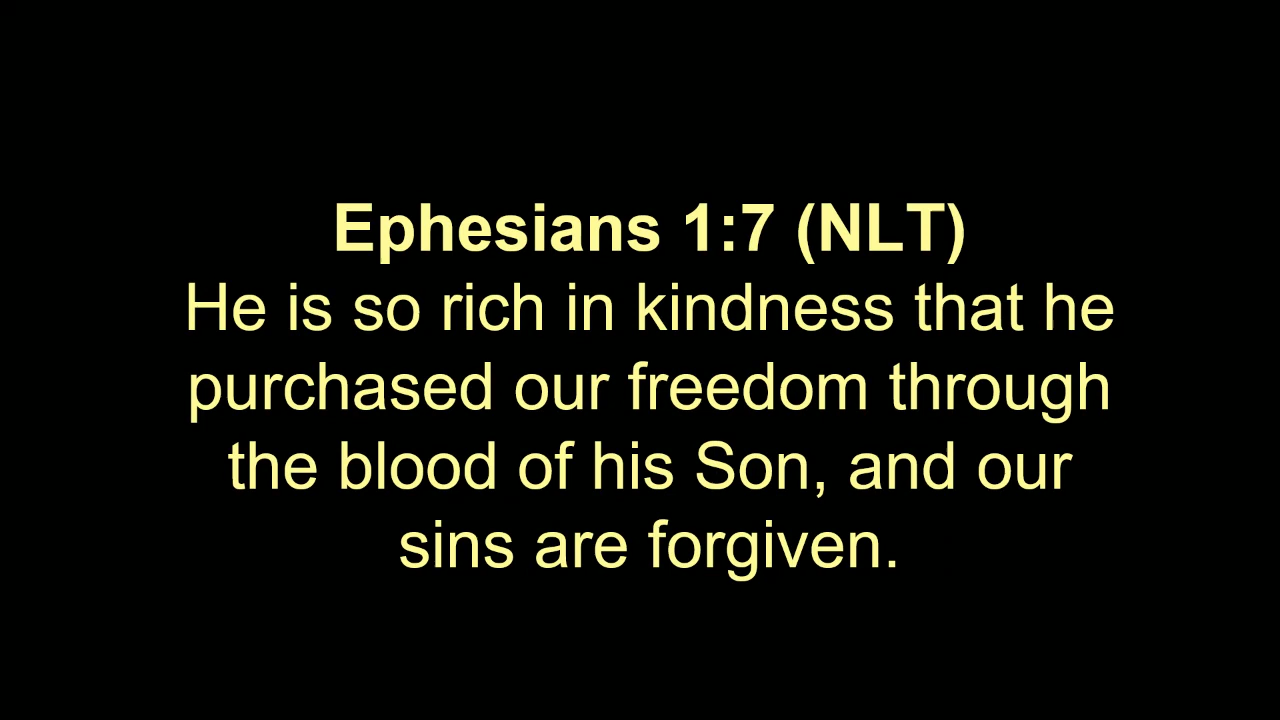 Ephesians 1:7 (NLT)
He is so rich in kindness that he
purchased our freedom through
the blood of his Son, and our
sins are forgiven.